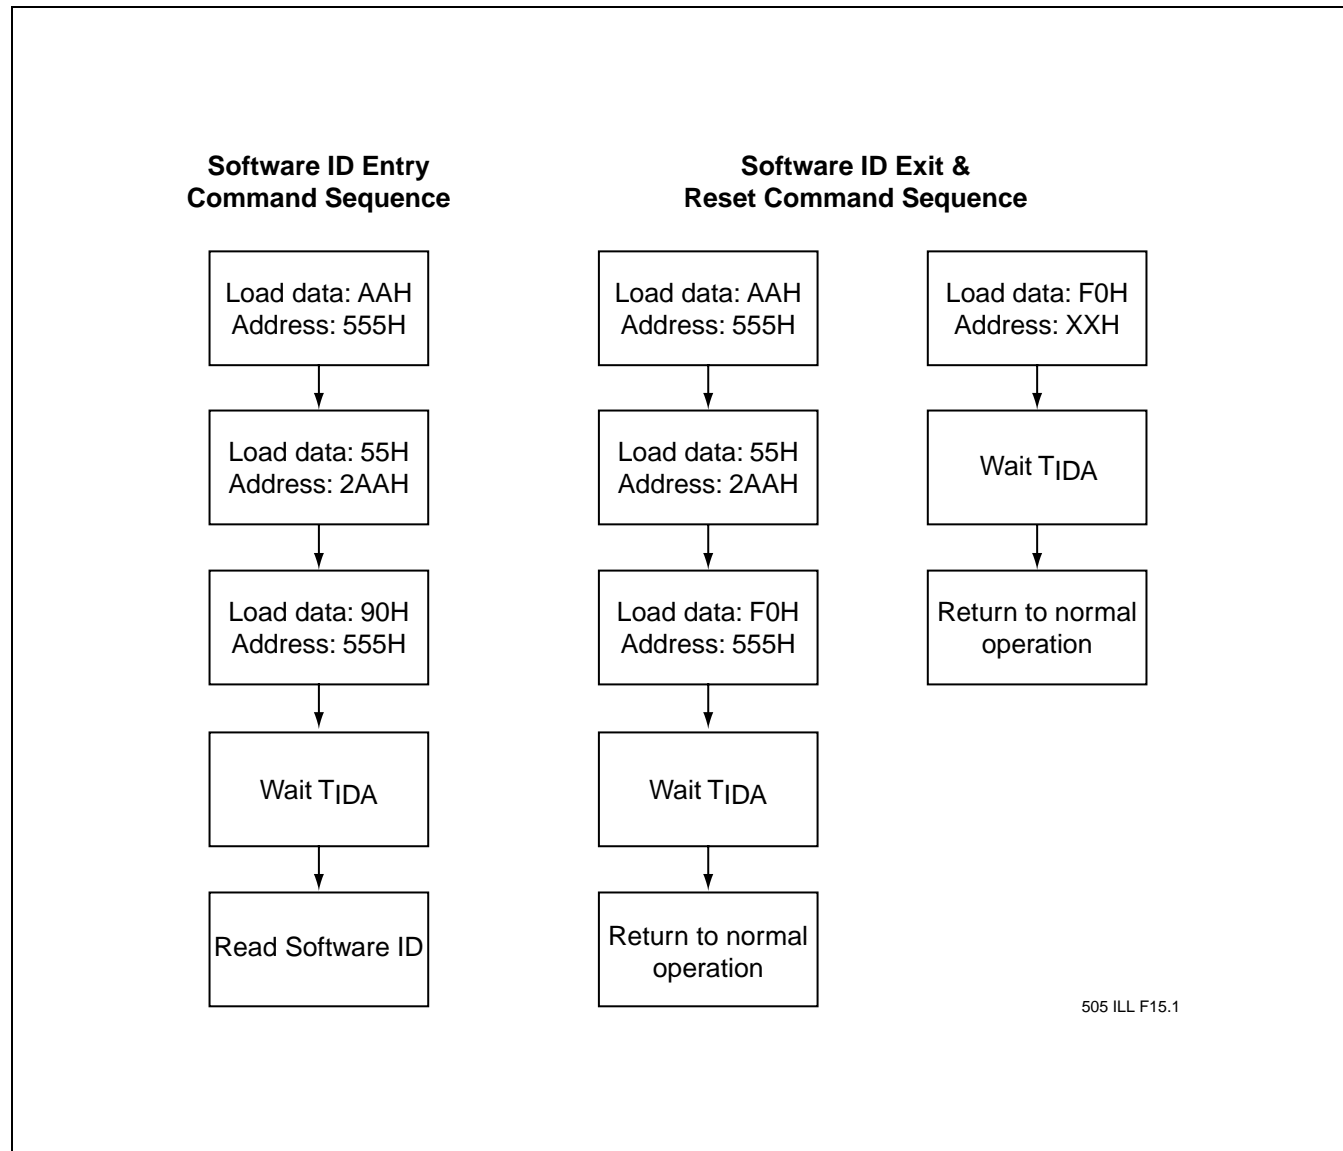 Software ID Entry
Command Sequence
Load data: AAH
Address: 555H
Load data: 55H
Address: 2AAH
Load data: 90H
Address: 555H
Wait TIDA
Read Software ID
Software ID Exit &
Reset Command Sequence
Load data: AAH
Address: 555H
Load data: 55H
Address: 2AAH
Load data: F0H
Address: 555H
Wait TIDA
Return to normal
operation
Load data: F0H
Address: XXH
Wait TIDA
Return to normal
operation
505 ILL F15.1